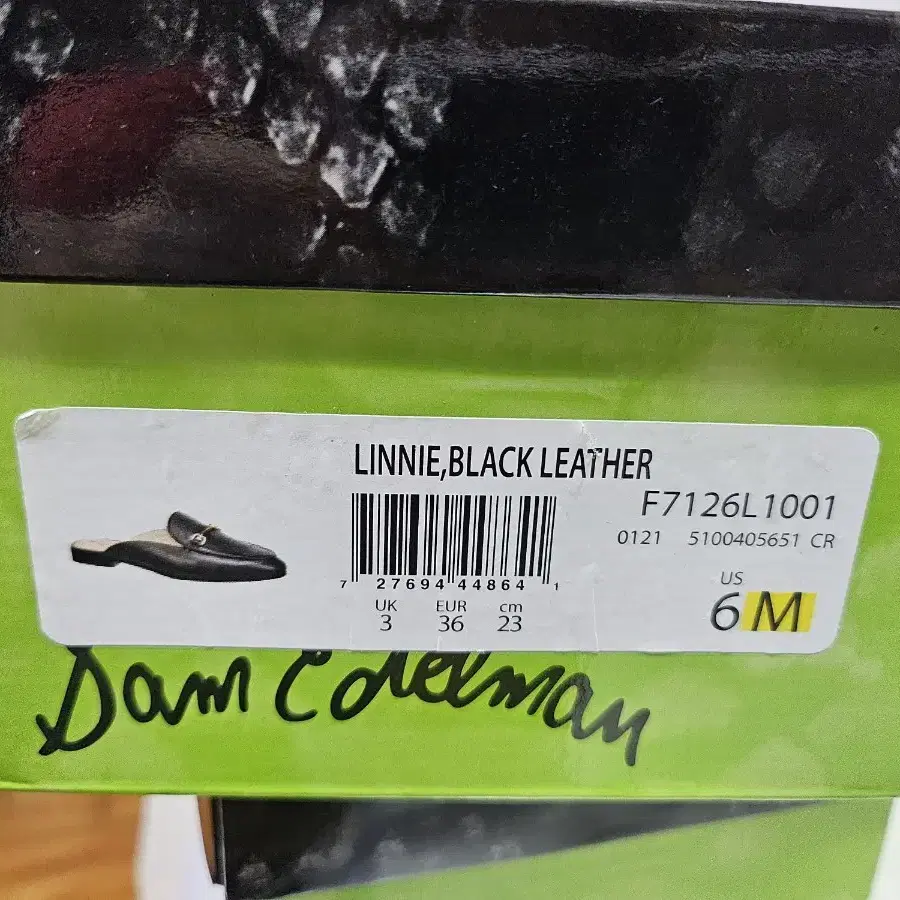 LINNIE,BLACK LEATHER
F7126L1001
0121 5100405651 CR
7 27694 44864 1
UK EUR cm
3 36 23
US
6 M
Sam Edelman